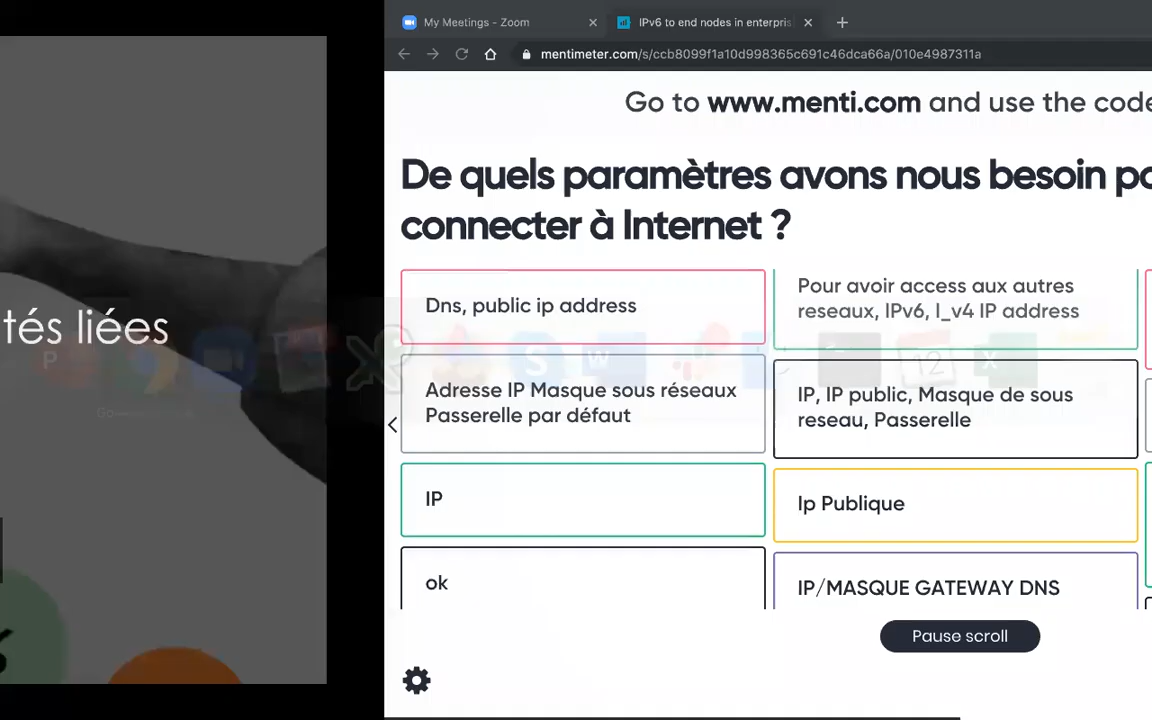 My Meetings - Zoom
IPv6 to end nodes in enterpris
mentimeter.com/s/ccb8099f1a10d998365c691c46dca66a/010e4987311a
Go to www.menti.com and use the code
De quels paramètres avons nous besoin po
connecter à Internet ?
tés liées
Dns, public ip address
Pour avoir access aux autres
reseaux, IPv6, I_v4 IP address
Adresse IP Masque sous réseaux
Passerelle par défaut
IP, IP public, Masque de sous
reseau, Passerelle
IP
Ip Publique
ok
IP/MASQUE GATEWAY DNS
Pause scroll